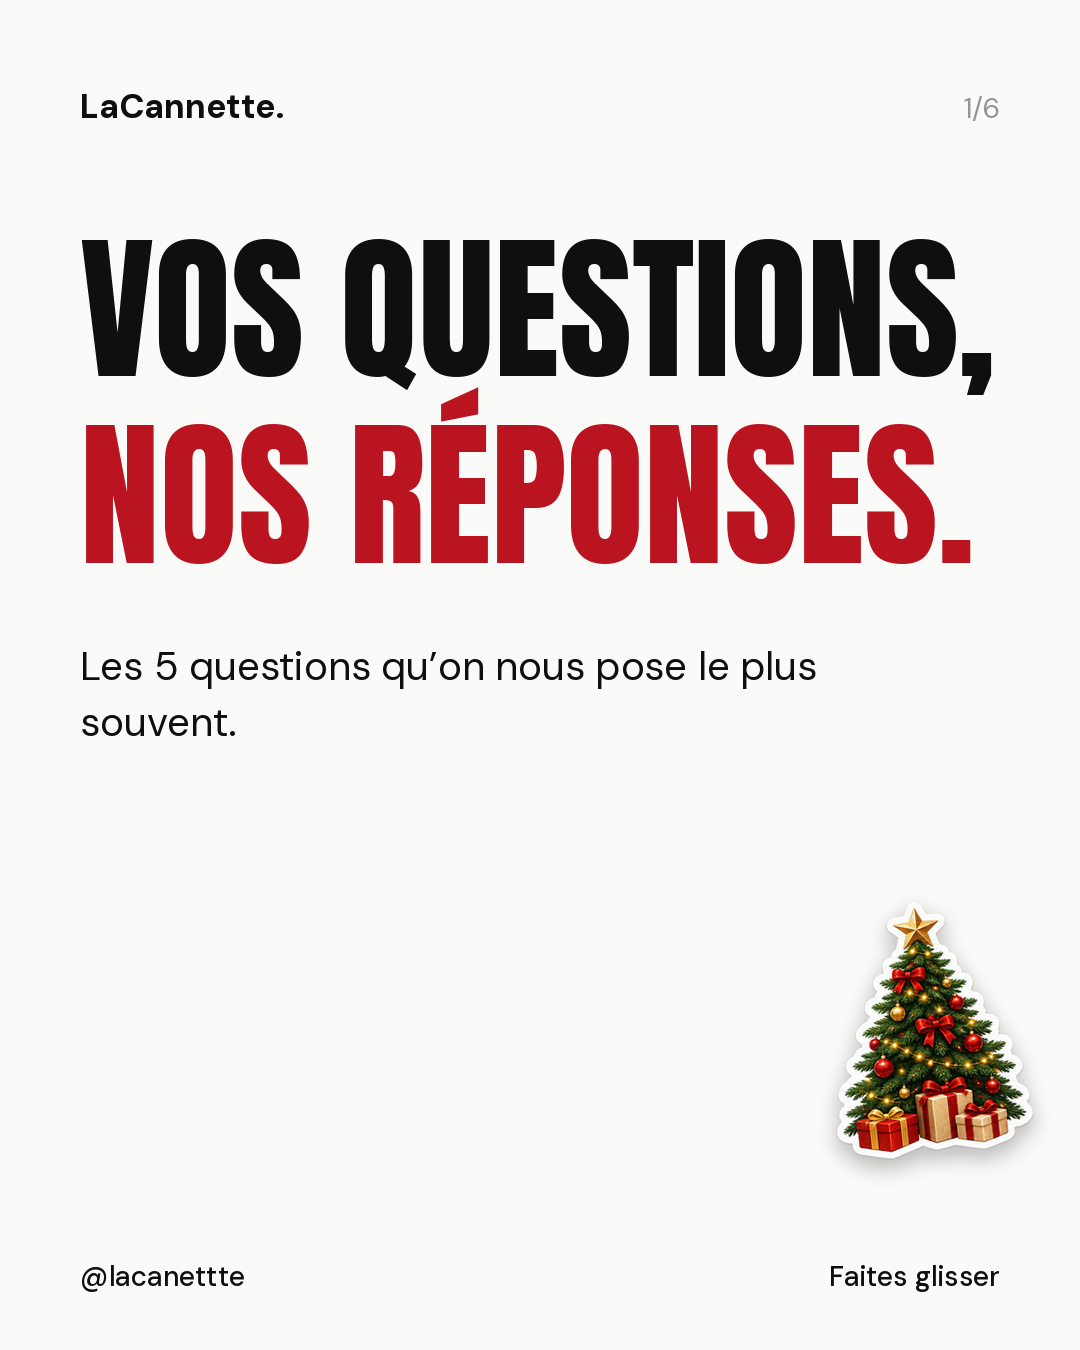 LaCannette.
1/6
VOS QUESTIONS,
NOS RÉPONSES.
Les 5 questions qu’on nous pose le plus
souvent.
@lacanettte
Faites glisser